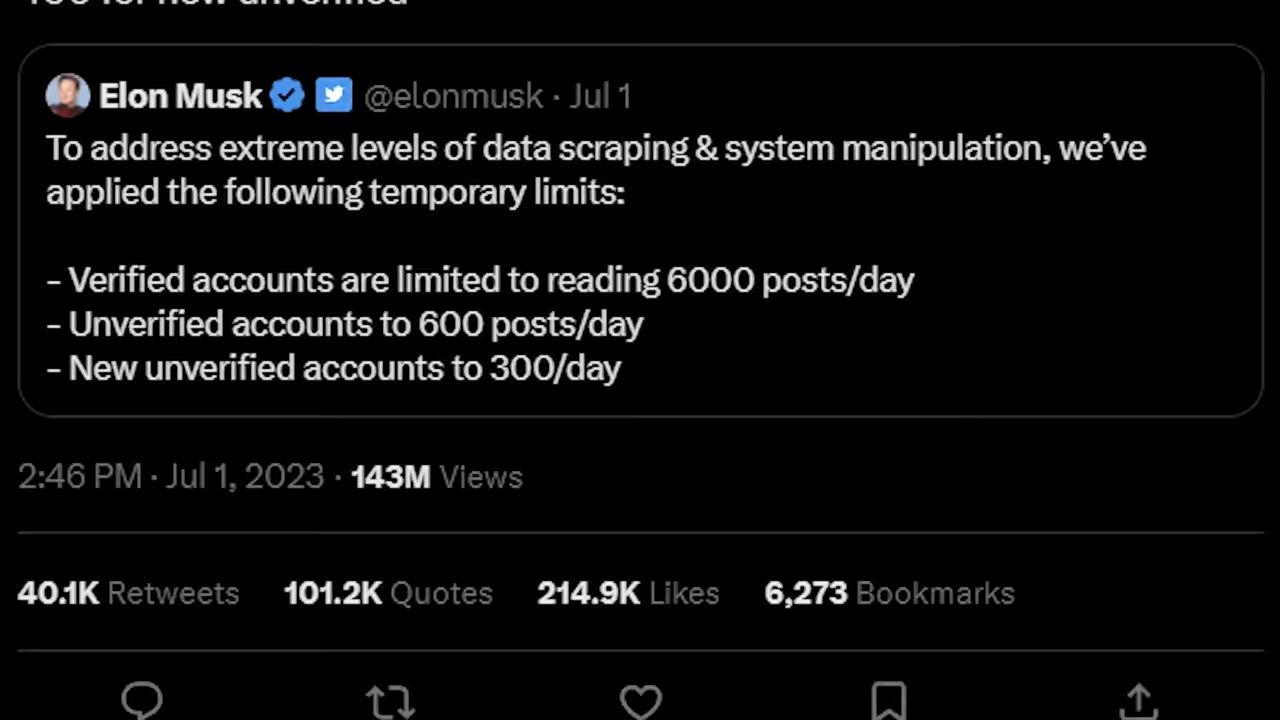 for new unverified
Elon Musk @elonmusk · Jul 1
To address extreme levels of data scraping & system manipulation, we’ve
applied the following temporary limits:
- Verified accounts are limited to reading 6000 posts/day
- Unverified accounts to 600 posts/day
- New unverified accounts to 300/day
2:46 PM · Jul 1, 2023 · 143M Views
40.1K Retweets 101.2K Quotes 214.9K Likes 6,273 Bookmarks